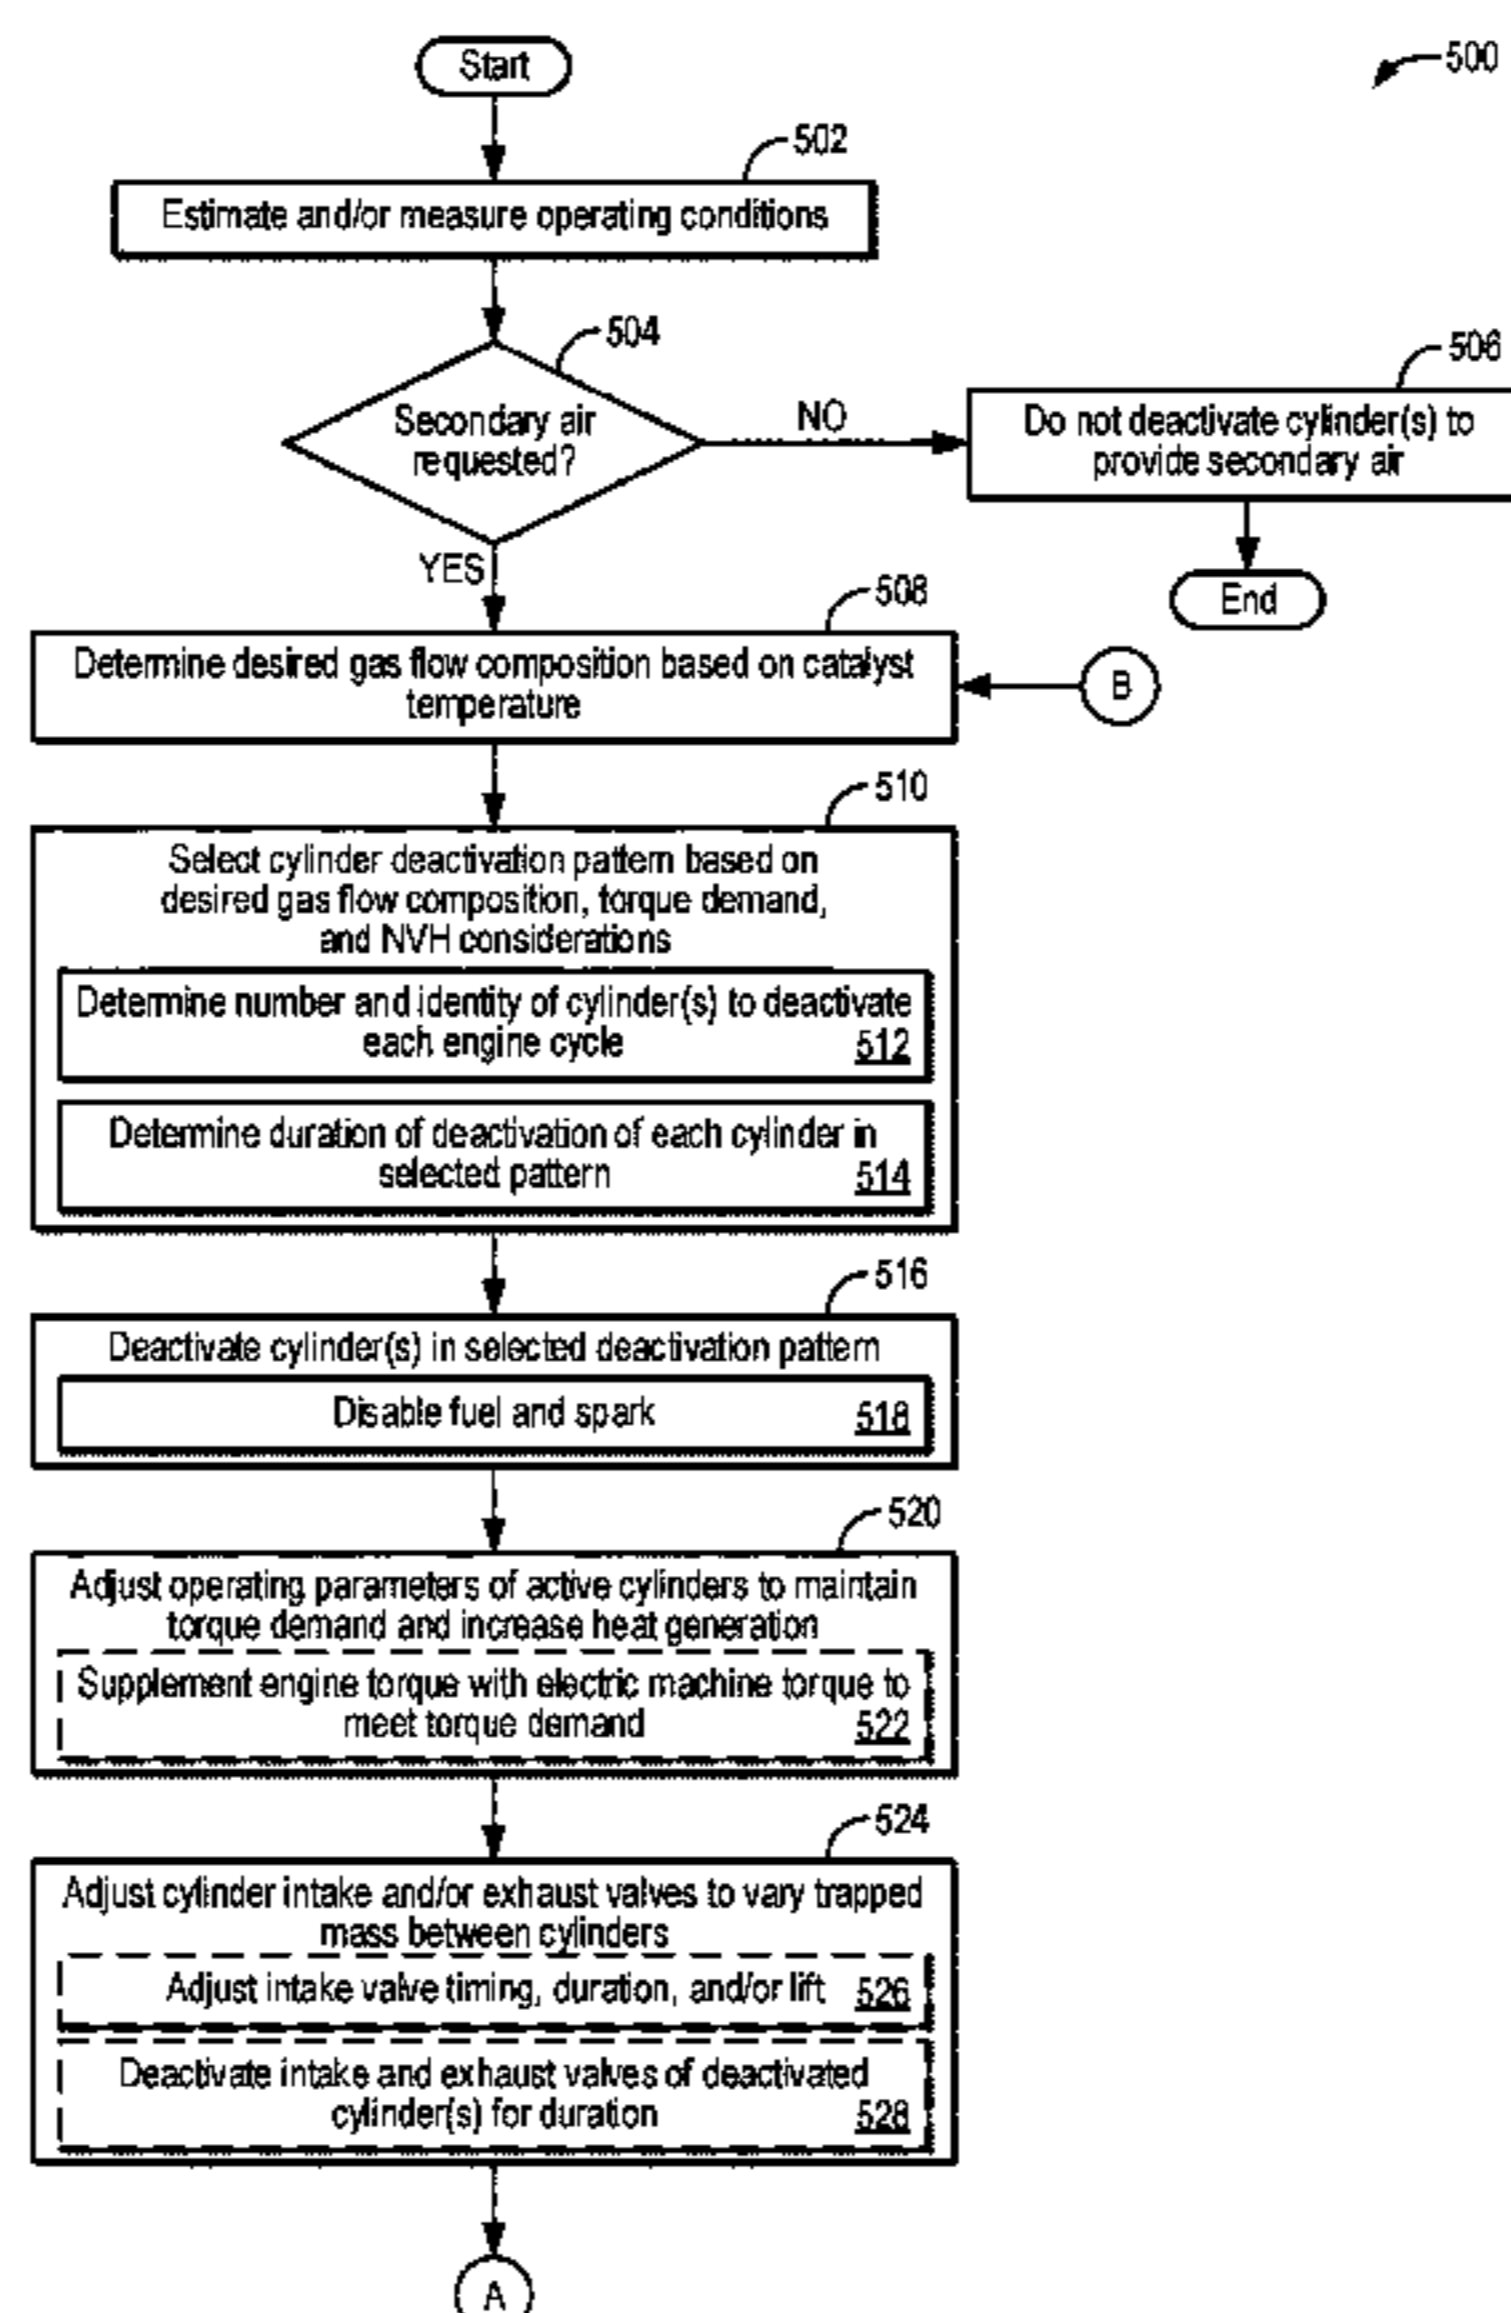 Start
500
502
Estimate and/or measure operating conditions
504
506
Secondary air
requested?
NO
Do not deactivate cylinder(s) to
provide secondary air
YES
End
508
Determine desired gas flow composition based on catalyst
temperature
B
510
Select cylinder deactivation pattern based on
desired gas flow composition, torque demand,
and NVH considerations
Determine number and identity of cylinder(s) to deactivate
each engine cycle 512
Determine duration of deactivation of each cylinder in
selected pattern 514
516
Deactivate cylinder(s) in selected deactivation pattern
Disable fuel and spark 518
520
Adjust operating parameters of active cylinders to maintain
torque demand and increase heat generation
Supplement engine torque with electric machine torque to
meet torque demand 522
524
Adjust cylinder intake and/or exhaust valves to vary trapped
mass between cylinders
Adjust intake valve timing, duration, and/or lift 526
Deactivate intake and exhaust valves of deactivated
cylinder(s) for duration 528
A